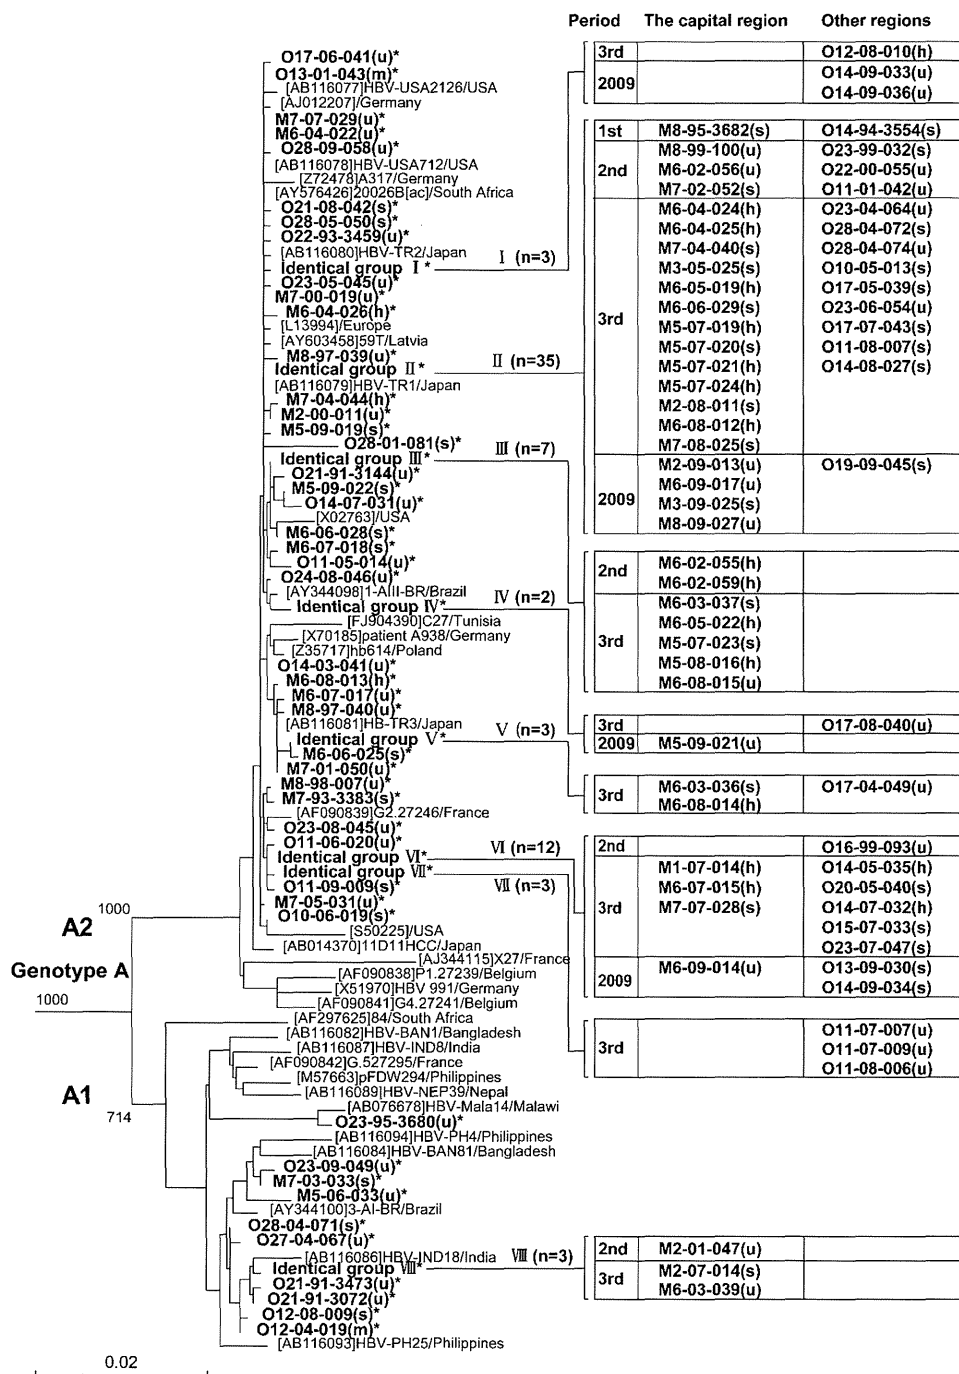 Period The capital region Other regions
O17-06-041(u)*
O13-01-043(m)*
[AB116077]HBV-USA2126/USA
[AJ012207]/Germany
M7-07-029(u)*
M6-04-022(u)*
O28-09-058(u)*
[AB116078]HBV-USA712/USA
[Z72478]A317/Germany
[AY576426]20026B[ac]/South Africa
O21-08-042(s)*
O28-05-050(s)*
O22-93-3459(u)*
[AB116080]HBV-TR2/Japan
Identical group Ⅰ* Ⅰ (n=3)
O23-05-045(u)*
M7-00-019(u)*
M6-04-026(h)*
[L13994]/Europe
[AY603458]59T/Latvia
M8-97-039(u)*
Identical group Ⅱ* Ⅱ (n=35)
[AB116079]HBV-TR1/Japan
M7-04-044(h)*
M2-00-011(u)*
M5-09-019(s)*
O28-01-081(s)*
Identical group Ⅲ* Ⅲ (n=7)
O21-91-3144(u)*
M5-09-022(s)*
O14-07-031(u)*
[X02763]/USA
M6-06-028(s)*
M6-07-018(s)*
O11-05-014(u)*
O24-08-046(u)*
[AY344098]1-AIII-BR/Brazil
Identical group Ⅳ* Ⅳ (n=2)
[FJ904390]C27/Tunisia
[X70185]patient A938/Germany
[Z35717]hb614/Poland
O14-03-041(u)*
M6-08-013(h)*
M6-07-017(u)*
M8-97-040(u)*
[AB116081]HB-TR3/Japan
Identical group Ⅴ* Ⅴ (n=3)
M6-06-025(s)*
M7-01-050(u)*
M8-98-007(u)*
M7-93-3383(s)*
[AF090839]G2.27246/France
O23-08-045(u)*
O11-06-020(u)*
Identical group Ⅵ* Ⅵ (n=12)
Identical group Ⅶ* Ⅶ (n=3)
O11-09-009(s)*
M7-05-031(u)*
O10-06-019(s)*
[S50225]/USA
[AB014370]11D11HCC/Japan
[AJ344115]X27/France
[AF090838]P1.27239/Belgium
[X51970]HBV 991/Germany
[AF090841]G4.27241/Belgium
[AF297625]84/South Africa
[AB116082]HBV-BAN1/Bangladesh
[AB116087]HBV-IND8/India
[AF090842]G.527295/France
[M57663]pFDW294/Philippines
[AB116089]HBV-NEP39/Nepal
[AB076678]HBV-Mala14/Malawi
O23-95-3680(u)*
[AB116094]HBV-PH4/Philippines
[AB116084]HBV-BAN81/Bangladesh
O23-09-049(u)*
M7-03-033(s)*
M5-06-033(u)*
[AY344100]3-AI-BR/Brazil
O28-04-071(s)*
O27-04-067(u)*
[AB116086]HBV-IND18/India
Identical group Ⅷ* Ⅷ (n=3)
O21-91-3473(u)*
O21-91-3072(u)*
O12-08-009(s)*
O12-04-019(m)*
[AB116093]HBV-PH25/Philippines
1000
A2
Genotype A
1000
A1
714
0.02
3rd O12-08-010(h)
2009 O14-09-033(u)
O14-09-036(u)
1st M8-95-3682(s) O14-94-3554(s)
M8-99-100(u) O23-99-032(s)
2nd M6-02-056(u) O22-00-055(u)
M7-02-052(s) O11-01-042(u)
M6-04-024(h) O23-04-064(u)
M6-04-025(h) O28-04-072(s)
M7-04-040(s) O28-04-074(u)
M3-05-025(s) O10-05-013(s)
M6-05-019(h) O17-05-039(s)
M6-06-029(s) O23-06-054(u)
3rd M5-07-019(h) O17-07-043(s)
M5-07-020(s) O11-08-007(s)
M5-07-021(h) O14-08-027(s)
M5-07-024(h)
M2-08-011(s)
M6-08-012(h)
M7-08-025(s)
M2-09-013(u) O19-09-045(s)
M6-09-017(u)
2009 M3-09-025(s)
M8-09-027(u)
2nd M6-02-055(h)
M6-02-059(h)
M6-03-037(s)
M6-05-022(h)
3rd M5-07-023(s)
M5-08-016(h)
M6-08-015(u)
3rd O17-08-040(u)
2009 M5-09-021(u)
3rd M6-03-036(s) O17-04-049(u)
M6-08-014(h)
2nd O16-99-093(u)
M1-07-014(h) O14-05-035(h)
M6-07-015(h) O20-05-040(s)
3rd M7-07-028(s) O14-07-032(h)
O15-07-033(s)
O23-07-047(s)
2009 M6-09-014(u) O13-09-030(s)
O14-09-034(s)
O11-07-007(u)
3rd O11-07-009(u)
O11-08-006(u)
2nd M2-01-047(u)
3rd M2-07-014(s)
M6-03-039(u)